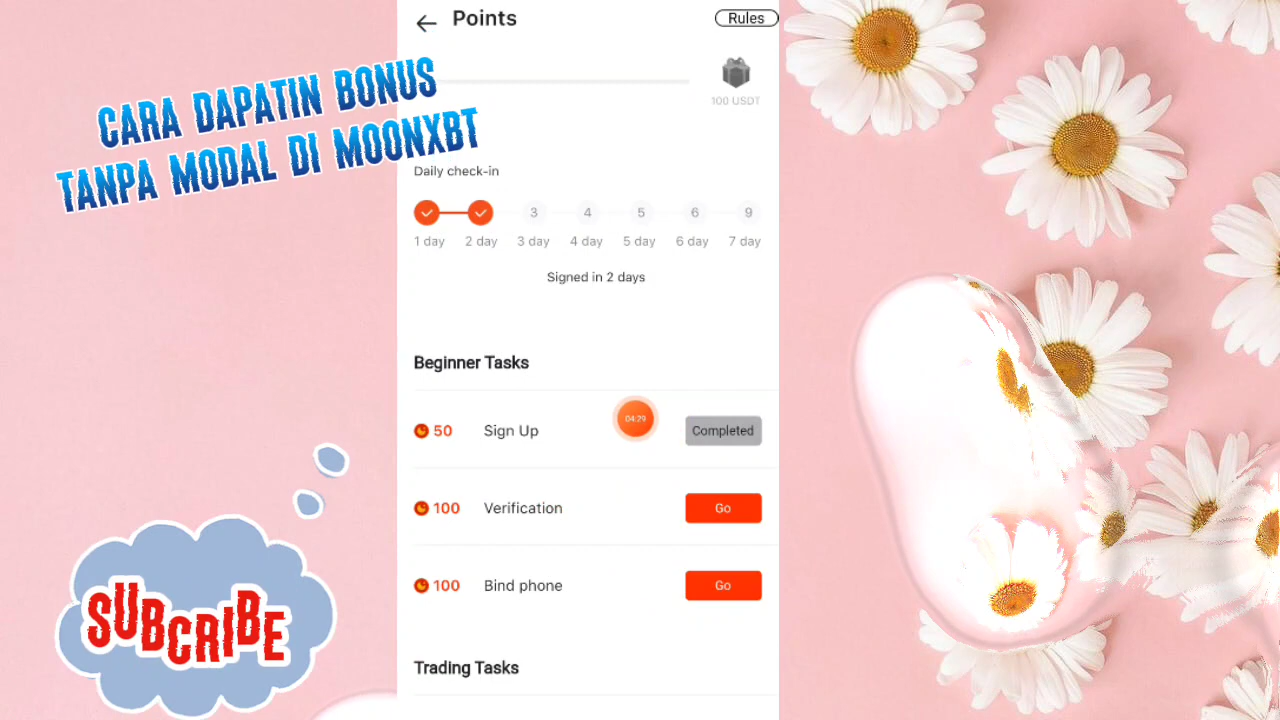 Points
Rules
CARA DAPATIN BONUS
TANPA MODAL DI MOONXBT
100 USDT
Daily check-in
3 4 5 6 9
1 day 2 day 3 day 4 day 5 day 6 day 7 day
Signed in 2 days
Beginner Tasks
50 Sign Up Completed
04:29
100 Verification Go
100 Bind phone Go
SUBCRIBE
Trading Tasks